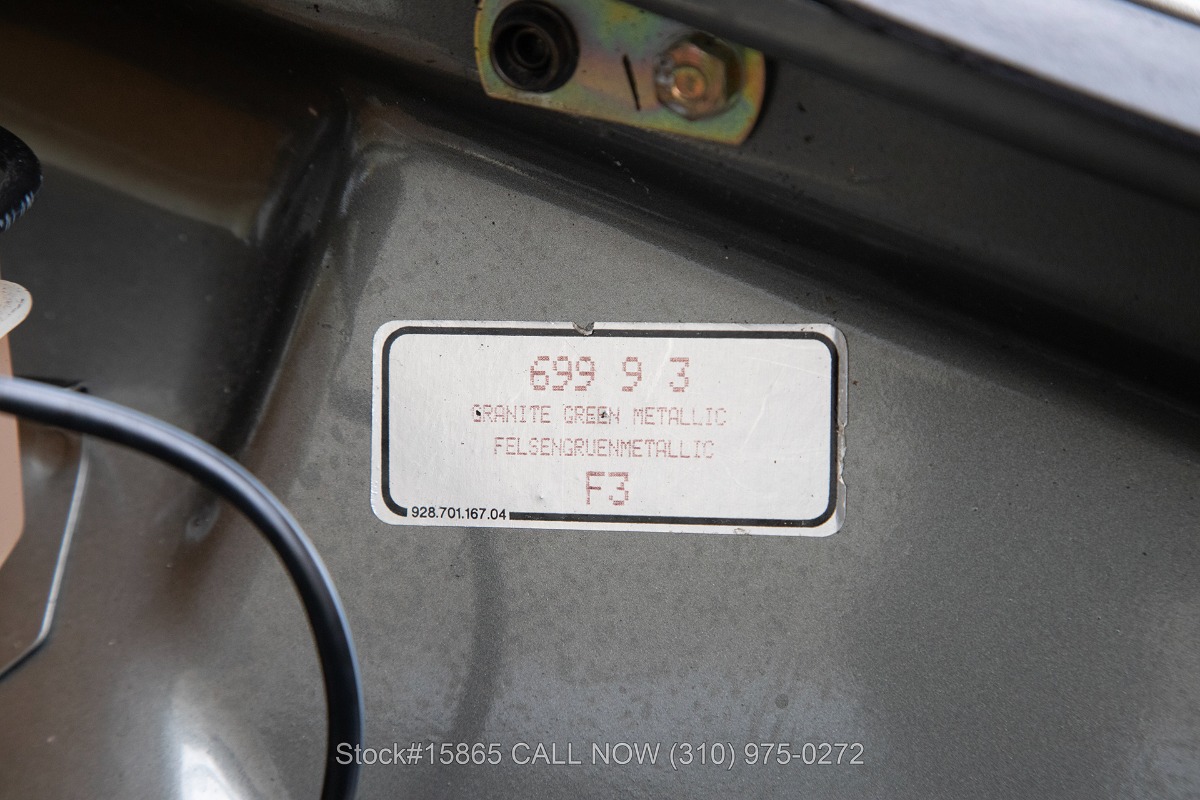 699 9 3
GRANITE GREEN METALLIC
FELSENGRUENMETALLIC
F3
928.701.167.04
Stock#15865 CALL NOW (310) 975-0272